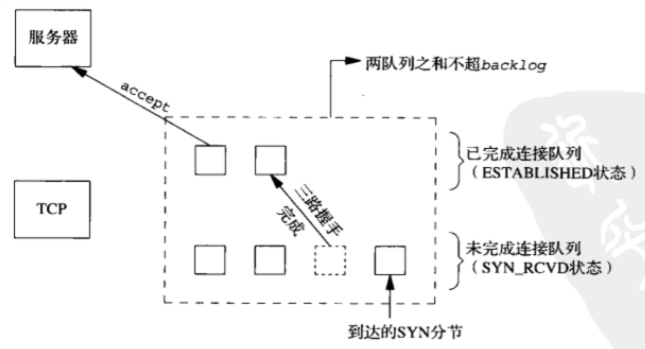 服务器
两队列之和不超backlog
accept
已完成连接队列
（ESTABLISHED状态）
TCP
三路握手
完成
未完成连接队列
（SYN_RCVD状态）
到达的SYN分节